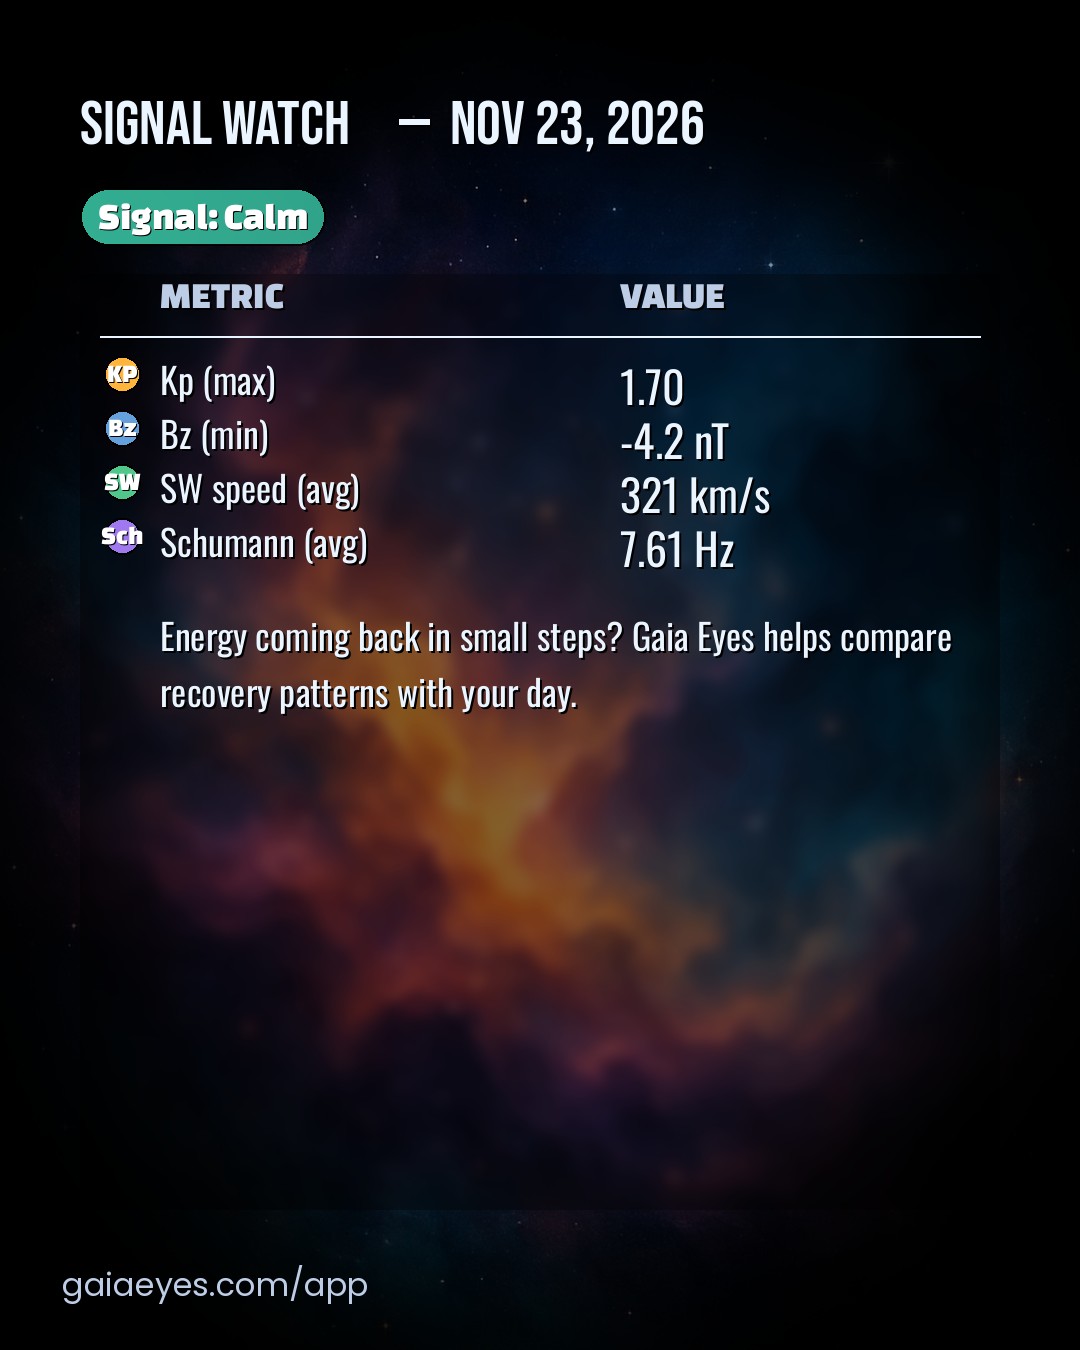 SIGNAL WATCH — NOV 23, 2026
Signal: Calm
METRIC VALUE
KP Kp (max) 1.70
Bz Bz (min) -4.2 nT
SW SW speed (avg) 321 km/s
Sch Schumann (avg) 7.61 Hz
Energy coming back in small steps? Gaia Eyes helps compare
recovery patterns with your day.
gaiaeyes.com/app